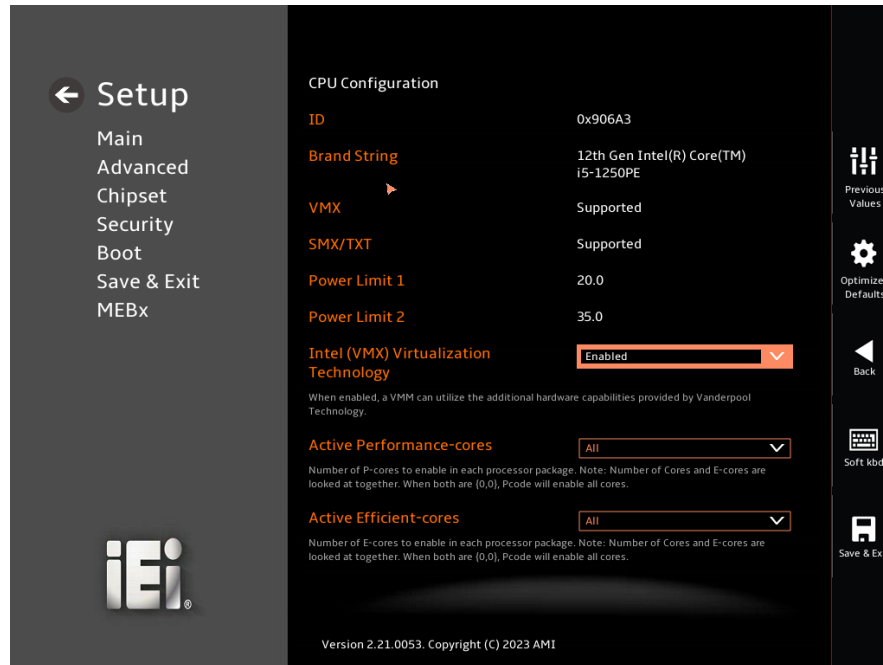 Setup
Main
Advanced
Chipset
Security
Boot
Save & Exit
MEBx
iEi®
CPU Configuration
ID 0x906A3
Brand String 12th Gen Intel(R) Core(TM)
i5-1250PE
VMX Supported
SMX/TXT Supported
Power Limit 1 20.0
Power Limit 2 35.0
Intel (VMX) Virtualization Enabled
Technology
When enabled, a VMM can utilize the additional hardware capabilities provided by Vanderpool
Technology.
Active Performance-cores All
Number of P-cores to enable in each processor package. Note: Number of Cores and E-cores are
looked at together. When both are {0,0}, Pcode will enable all cores.
Active Efficient-cores All
Number of E-cores to enable in each processor package. Note: Number of Cores and E-cores are
looked at together. When both are {0,0}, Pcode will enable all cores.
Version 2.21.0053. Copyright (C) 2023 AMI
Previous
Values
Optimize
Defaults
Back
Soft kbd
Save & Ex